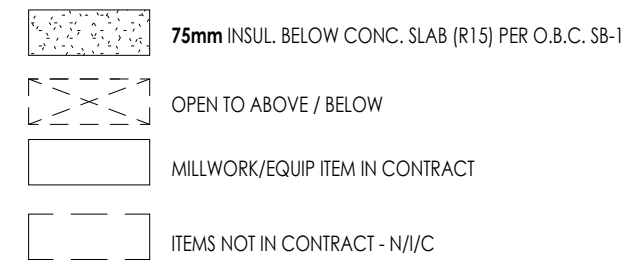 75mm INSUL. BELOW CONC. SLAB (R15) PER O.B.C. SB-1
OPEN TO ABOVE / BELOW
MILLWORK/EQUIP ITEM IN CONTRACT
ITEMS NOT IN CONTRACT - N/I/C